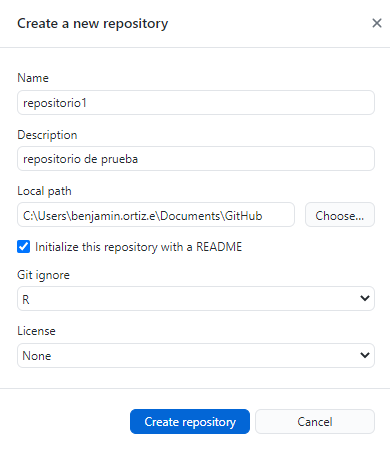 Create a new repository
Name
repositorio1
Description
repositorio de prueba
Local path
C:\Users\benjamin.ortiz.e\Documents\GitHub
Choose...
Initialize this repository with a README
Git ignore
R
License
None
Create repository
Cancel